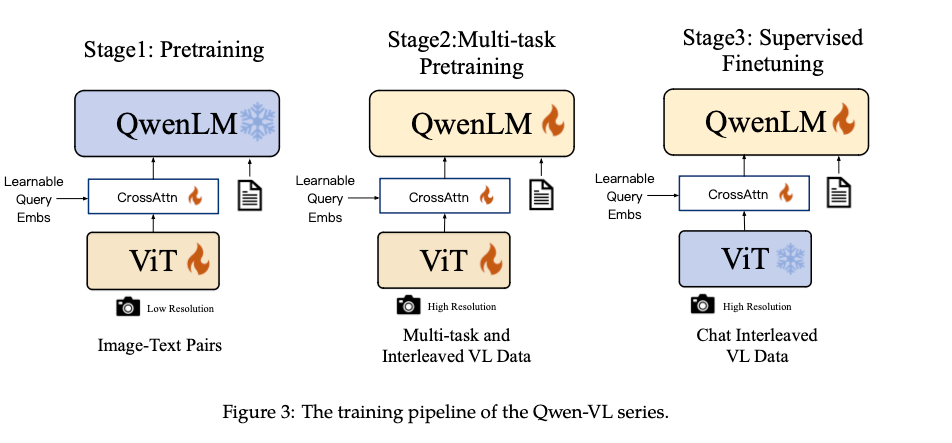 Stage1: Pretraining
QwenLM
Learnable
Query
Embs
CrossAttn
ViT
Low Resolution
Image-Text Pairs
Stage2:Multi-task
Pretraining
QwenLM
Learnable
Query
Embs
CrossAttn
ViT
High Resolution
Multi-task and
Interleaved VL Data
Stage3: Supervised
Finetuning
QwenLM
Learnable
Query
Embs
CrossAttn
ViT
High Resolution
Chat Interleaved
VL Data
Figure 3: The training pipeline of the Qwen-VL series.